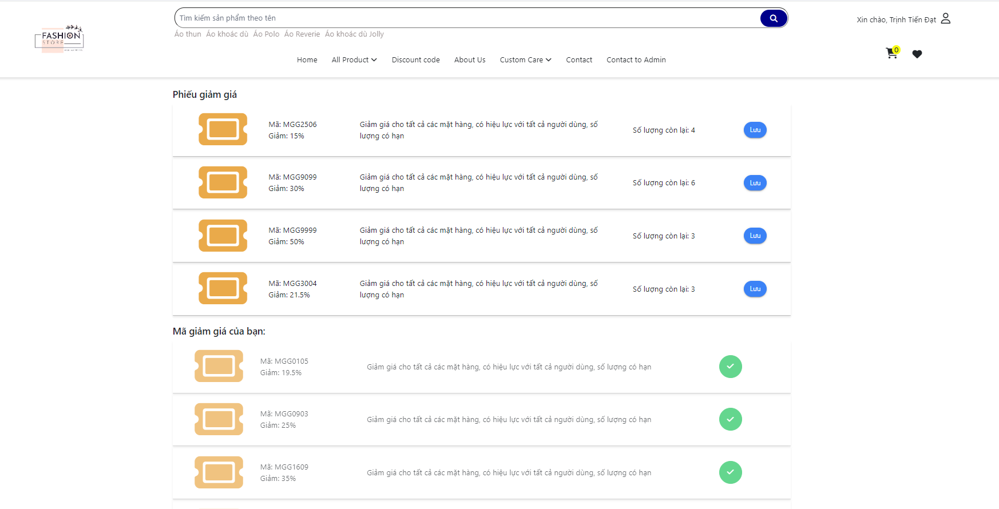 Tìm kiếm sản phẩm theo tên
Xin chào, Trịnh Tiến Đạt
FASHION
STORE
Áo thun Áo khoác dù Áo Polo Áo Reverie Áo khoác dù Jolly
0
Home All Product Discount code About Us Custom Care Contact Contact to Admin
Phiếu giảm giá
Mã: MGG2506
Giảm: 15%
Giảm giá cho tất cả các mặt hàng, có hiệu lực với tất cả người dùng, số
lượng có hạn
Số lượng còn lại: 4
Lưu
Mã: MGG9099
Giảm: 30%
Giảm giá cho tất cả các mặt hàng, có hiệu lực với tất cả người dùng, số
lượng có hạn
Số lượng còn lại: 6
Lưu
Mã: MGG9999
Giảm: 50%
Giảm giá cho tất cả các mặt hàng, có hiệu lực với tất cả người dùng, số
lượng có hạn
Số lượng còn lại: 3
Lưu
Mã: MGG3004
Giảm: 21.5%
Giảm giá cho tất cả các mặt hàng, có hiệu lực với tất cả người dùng, số
lượng có hạn
Số lượng còn lại: 3
Lưu
Mã giảm giá của bạn:
Mã: MGG0105
Giảm: 19.5%
Giảm giá cho tất cả các mặt hàng, có hiệu lực với tất cả người dùng, số lượng có hạn
Mã: MGG0903
Giảm: 25%
Giảm giá cho tất cả các mặt hàng, có hiệu lực với tất cả người dùng, số lượng có hạn
Mã: MGG1609
Giảm: 35%
Giảm giá cho tất cả các mặt hàng, có hiệu lực với tất cả người dùng, số lượng có hạn